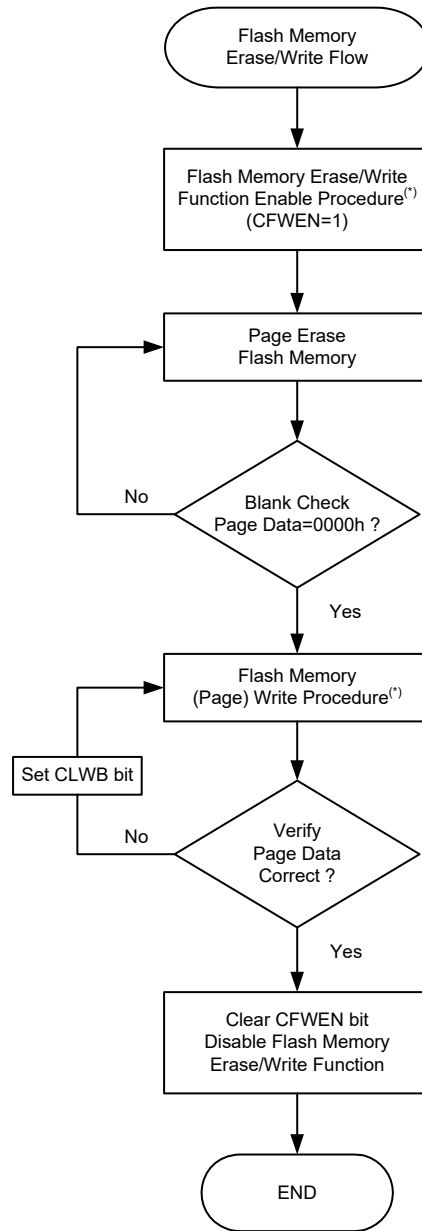 Flash Memory
Erase/Write Flow
Flash Memory Erase/Write
Function Enable Procedure(*)
(CFWEN=1)
Page Erase
Flash Memory
No
Blank Check
Page Data=0000h ?
Yes
Flash Memory
(Page) Write Procedure(*)
Set CLWB bit
No
Verify
Page Data
Correct ?
Yes
Clear CFWEN bit
Disable Flash Memory
Erase/Write Function
END